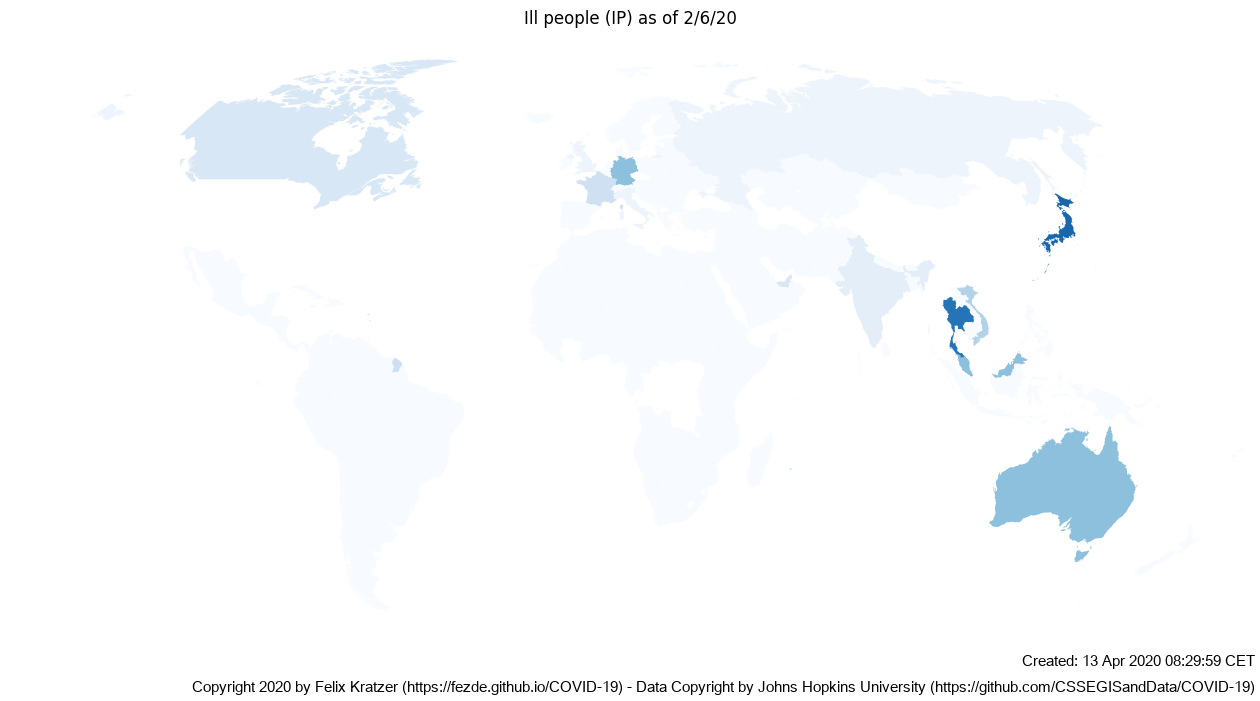 Ill people (IP) as of 2/6/20
Created: 13 Apr 2020 08:29:59 CET
Copyright 2020 by Felix Kratzer (https://fezde.github.io/COVID-19) - Data Copyright by Johns Hopkins University (https://github.com/CSSEGISandData/COVID-19)